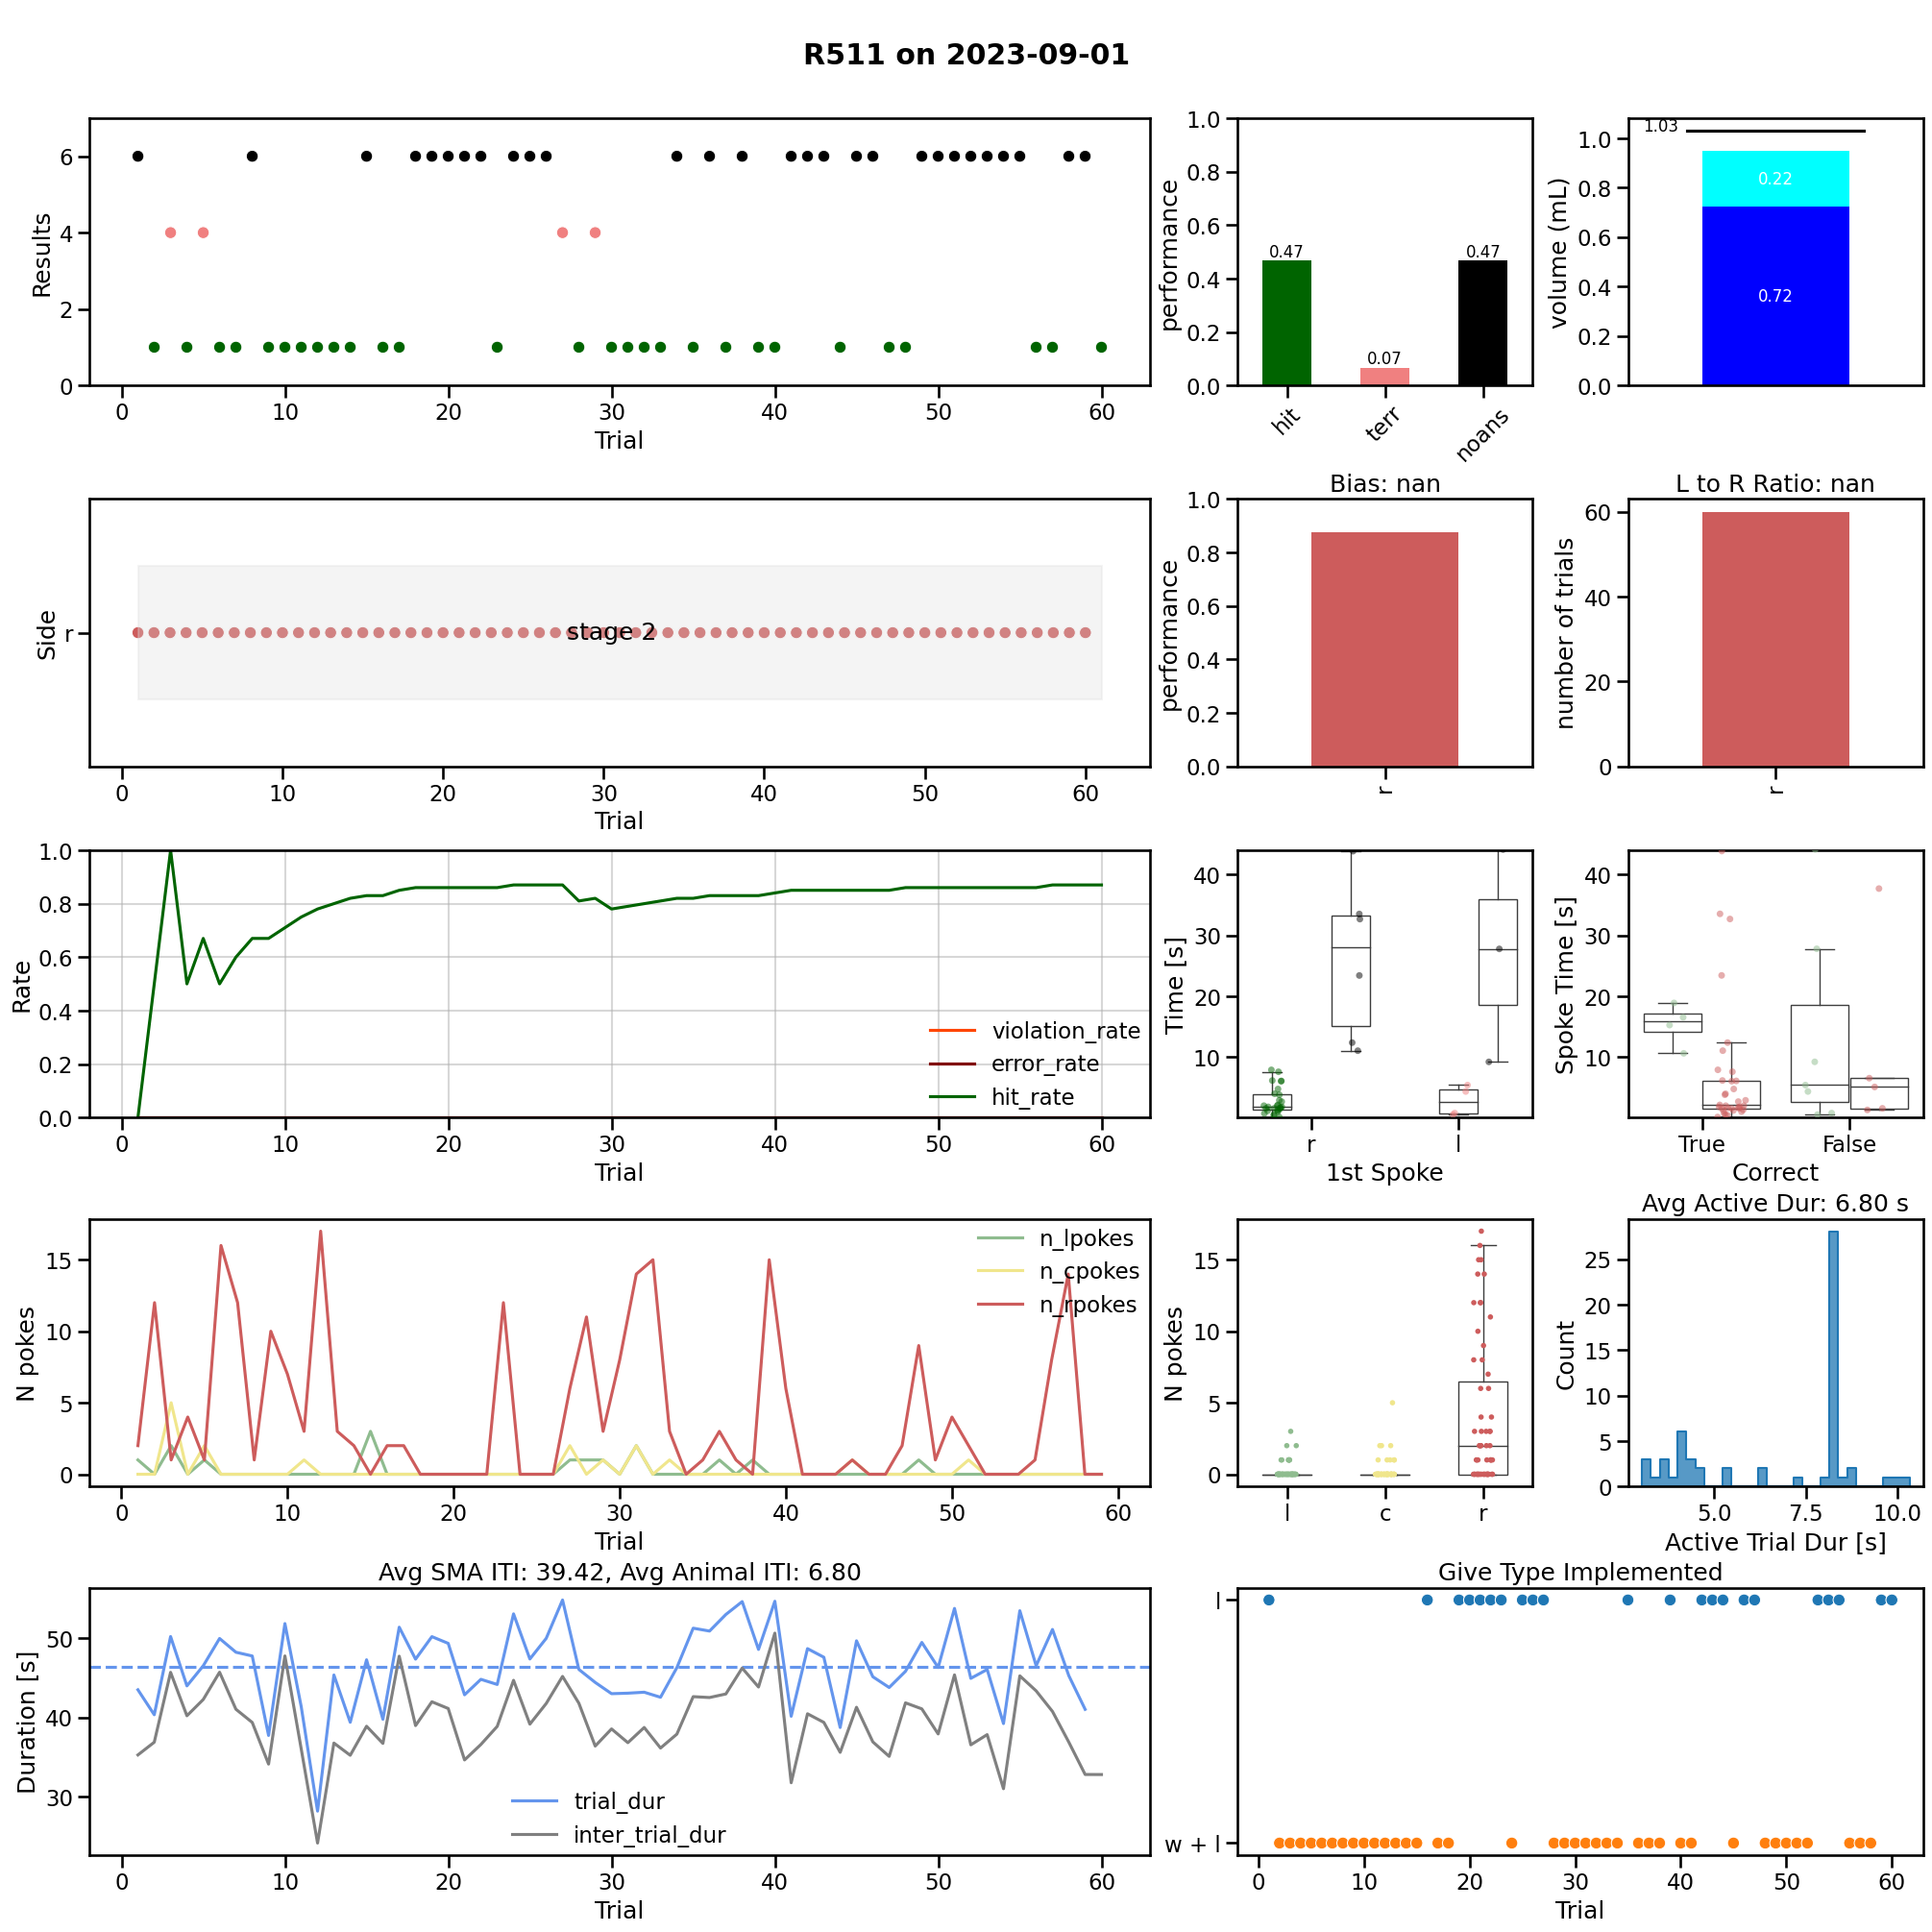 R511 on 2023-09-01
Results
6
4
2
0
0 10 20 30 40 50 60
Trial
performance
1.0
0.8
0.6
0.4
0.2
0.0
0.47
0.07
0.47
hit terr noans
volume (mL)
1.0
0.8
0.6
0.4
0.2
0.0
1.03
0.22
0.72
Side
r
stage 2
0 10 20 30 40 50 60
Trial
Bias: nan
performance
1.0
0.8
0.6
0.4
0.2
0.0
r
L to R Ratio: nan
number of trials
60
40
20
0
r
Rate
1.0
0.8
0.6
0.4
0.2
0.0
violation_rate
error_rate
hit_rate
0 10 20 30 40 50 60
Trial
Time [s]
40
30
20
10
r l
1st Spoke
Spoke Time [s]
40
30
20
10
True False
Correct
N pokes
15
10
5
0
n_lpokes
n_cpokes
n_rpokes
0 10 20 30 40 50 60
Trial
N pokes
15
10
5
0
l c r
Avg Active Dur: 6.80 s
Count
25
20
15
10
5
0
5.0 7.5 10.0
Active Trial Dur [s]
Avg SMA ITI: 39.42, Avg Animal ITI: 6.80
Duration [s]
50
40
30
trial_dur
inter_trial_dur
0 10 20 30 40 50 60
Trial
Give Type Implemented
l
w + l
0 10 20 30 40 50 60
Trial